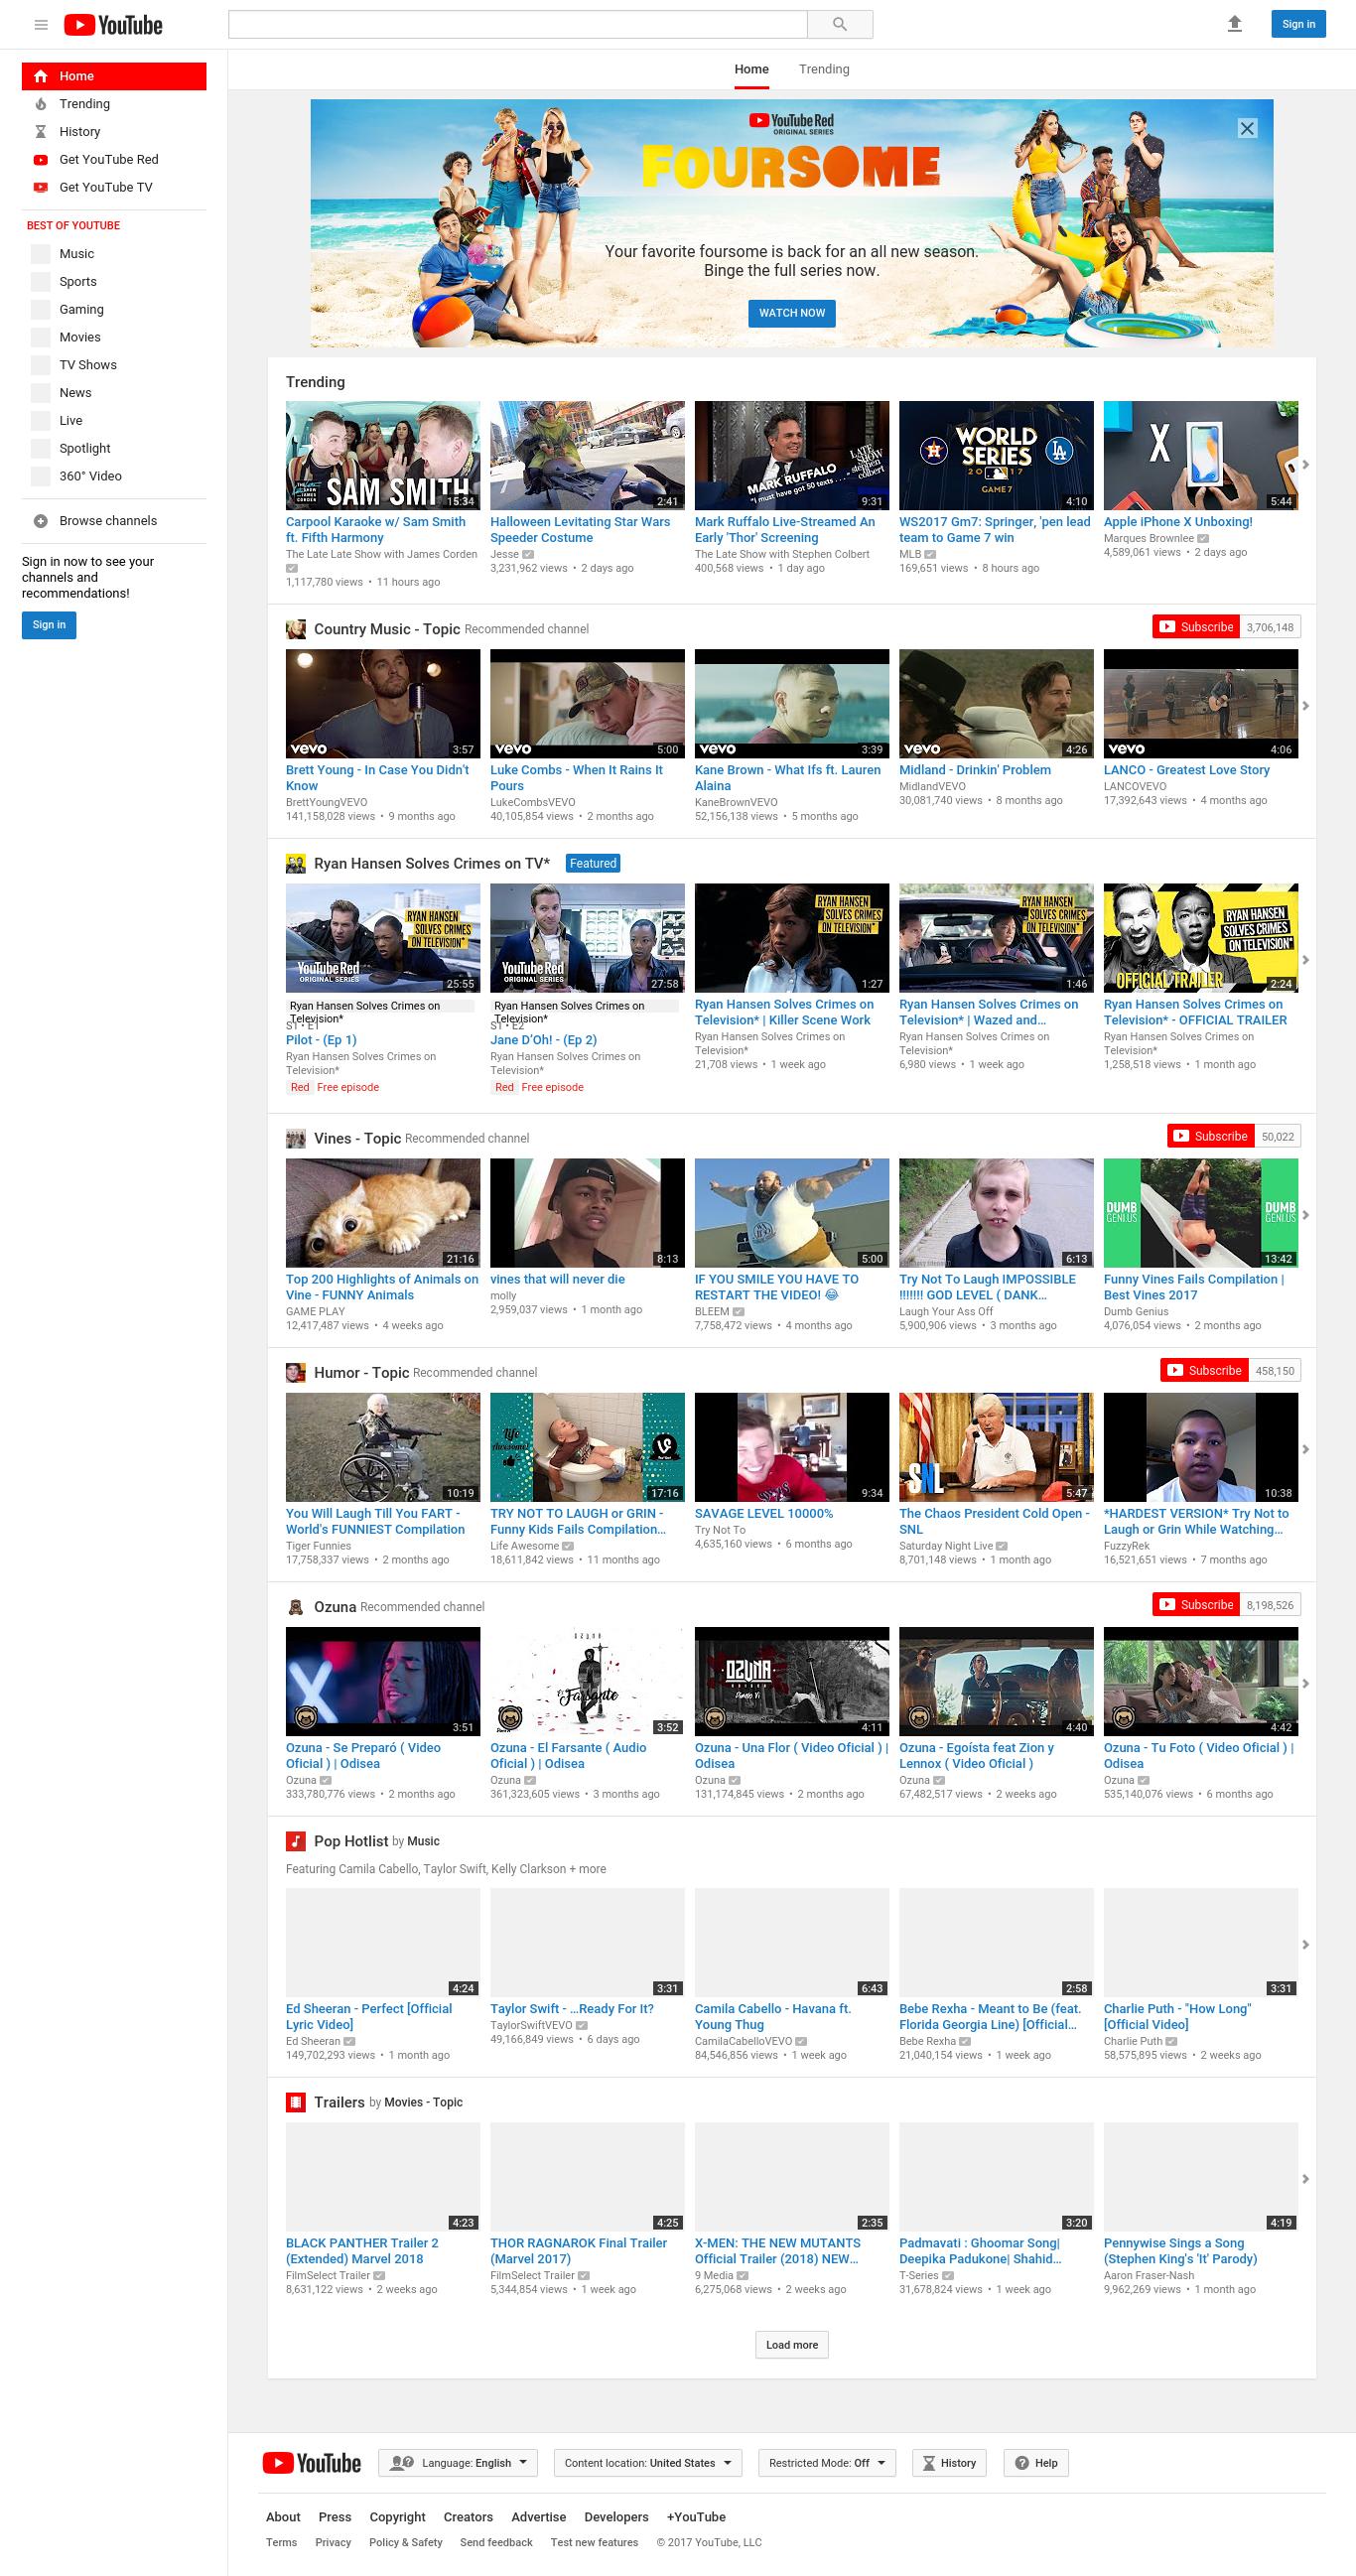 YouTube
Sign in
Home Trending
Home
Trending
History
Get YouTube Red
Get YouTube TV
BEST OF YOUTUBE
Music
Sports
Gaming
Movies
TV Shows
News
Live
Spotlight
360° Video
Browse channels
Sign in now to see your
channels and
recommendations!
Sign in
YouTube Red
ORIGINAL SERIES
FOURSOME
Your favorite foursome is back for an all new season.
Binge the full series now.
WATCH NOW
Trending
SAM SMITH
15:34
Carpool Karaoke w/ Sam Smith
ft. Fifth Harmony
The Late Late Show with James Corden
1,117,780 views • 11 hours ago
2:41
Halloween Levitating Star Wars
Speeder Costume
Jesse
3,231,962 views • 2 days ago
MARK RUFFALO
"I must have got 50 texts ....."
LATE SHOW stephen colbert
9:31
Mark Ruffalo Live-Streamed An
Early 'Thor' Screening
The Late Show with Stephen Colbert
400,568 views • 1 day ago
WORLD
SERIES
2017
GAME 7
4:10
WS2017 Gm7: Springer, 'pen lead
team to Game 7 win
MLB
169,651 views • 8 hours ago
X
5:44
Apple iPhone X Unboxing!
Marques Brownlee
4,589,061 views • 2 days ago
Country Music - Topic Recommended channel
Subscribe 3,706,148
vevo 3:57
Brett Young - In Case You Didn't
Know
BrettYoungVEVO
141,158,028 views • 9 months ago
vevo 5:00
Luke Combs - When It Rains It
Pours
LukeCombsVEVO
40,105,854 views • 2 months ago
vevo 3:39
Kane Brown - What Ifs ft. Lauren
Alaina
KaneBrownVEVO
52,156,138 views • 5 months ago
vevo 4:26
Midland - Drinkin' Problem
MidlandVEVO
30,081,740 views • 8 months ago
vevo 4:06
LANCO - Greatest Love Story
LANCOVEVO
17,392,643 views • 4 months ago
Ryan Hansen Solves Crimes on TV* Featured
RYAN HANSEN
SOLVES CRIMES
ON TELEVISION*
YouTube Red
ORIGINAL SERIES
25:55
Ryan Hansen Solves Crimes on
Television*
S1 • E1
Pilot - (Ep 1)
Ryan Hansen Solves Crimes on
Television*
Red Free episode
YouTube Red
ORIGINAL SERIES
27:58
Ryan Hansen Solves Crimes on
Television*
S1 • E2
Jane D'Oh! - (Ep 2)
Ryan Hansen Solves Crimes on
Television*
Red Free episode
RYAN HANSEN
SOLVES CRIMES
ON TELEVISION*
1:27
Ryan Hansen Solves Crimes on
Television* | Killer Scene Work
Ryan Hansen Solves Crimes on
Television*
21,708 views • 1 week ago
RYAN HANSEN
SOLVES CRIMES
ON TELEVISION*
1:46
Ryan Hansen Solves Crimes on
Television* | Wazed and...
Ryan Hansen Solves Crimes on
Television*
6,980 views • 1 week ago
RYAN HANSEN
SOLVES CRIMES
ON TELEVISION*
OFFICIAL TRAILER
2:24
Ryan Hansen Solves Crimes on
Television* - OFFICIAL TRAILER
Ryan Hansen Solves Crimes on
Television*
1,258,518 views • 1 month ago
Vines - Topic Recommended channel
Subscribe 50,022
21:16
Top 200 Highlights of Animals on
Vine - FUNNY Animals
GAME PLAY
12,417,487 views • 4 weeks ago
8:13
vines that will never die
molly
2,959,037 views • 1 month ago
5:00
IF YOU SMILE YOU HAVE TO
RESTART THE VIDEO! 😂
BLEEM
7,758,472 views • 4 months ago
6:13
Try Not To Laugh IMPOSSIBLE
!!!!!!! GOD LEVEL ( DANK...
Laugh Your Ass Off
5,900,906 views • 3 months ago
DUMB
GENIUS
DUMB
GENIUS
13:42
Funny Vines Fails Compilation |
Best Vines 2017
Dumb Genius
4,076,054 views • 2 months ago
Humor - Topic Recommended channel
Subscribe 458,150
10:19
You Will Laugh Till You FART -
World's FUNNIEST Compilation
Tiger Funnies
17,758,337 views • 2 months ago
Life
Awesome!
17:16
TRY NOT TO LAUGH or GRIN -
Funny Kids Fails Compilation...
Life Awesome
18,611,842 views • 11 months ago
9:34
SAVAGE LEVEL 10000%
Try Not To
4,635,160 views • 6 months ago
SNL
5:47
The Chaos President Cold Open -
SNL
Saturday Night Live
8,701,148 views • 1 month ago
10:38
*HARDEST VERSION* Try Not to
Laugh or Grin While Watching...
FuzzyRek
16,521,651 views • 7 months ago
Ozuna Recommended channel
Subscribe 8,198,526
3:51
Ozuna - Se Preparó ( Video
Oficial ) | Odisea
Ozuna
333,780,776 views • 2 months ago
OZUNA
El Farsante
3:52
Ozuna - El Farsante ( Audio
Oficial ) | Odisea
Ozuna
361,323,605 views • 3 months ago
OZUNA
4:11
Ozuna - Una Flor ( Video Oficial ) |
Odisea
Ozuna
131,174,845 views • 2 months ago
4:40
Ozuna - Egoísta feat Zion y
Lennox ( Video Oficial )
Ozuna
67,482,517 views • 2 weeks ago
4:42
Ozuna - Tu Foto ( Video Oficial ) |
Odisea
Ozuna
535,140,076 views • 6 months ago
Pop Hotlist by Music
Featuring Camila Cabello, Taylor Swift, Kelly Clarkson + more
4:24
Ed Sheeran - Perfect [Official
Lyric Video]
Ed Sheeran
149,702,293 views • 1 month ago
3:31
Taylor Swift - ...Ready For It?
TaylorSwiftVEVO
49,166,849 views • 6 days ago
6:43
Camila Cabello - Havana ft.
Young Thug
CamilaCabelloVEVO
84,546,856 views • 1 week ago
2:58
Bebe Rexha - Meant to Be (feat.
Florida Georgia Line) [Official...
Bebe Rexha
21,040,154 views • 1 week ago
3:31
Charlie Puth - "How Long"
[Official Video]
Charlie Puth
58,575,895 views • 2 weeks ago
Trailers by Movies - Topic
4:23
BLACK PANTHER Trailer 2
(Extended) Marvel 2018
FilmSelect Trailer
8,631,122 views • 2 weeks ago
4:25
THOR RAGNAROK Final Trailer
(Marvel 2017)
FilmSelect Trailer
5,344,854 views • 1 week ago
2:35
X-MEN: THE NEW MUTANTS
Official Trailer (2018) NEW...
9 Media
6,275,068 views • 2 weeks ago
3:20
Padmavati : Ghoomar Song|
Deepika Padukone| Shahid...
T-Series
31,678,824 views • 1 week ago
4:19
Pennywise Sings a Song
(Stephen King's 'It' Parody)
Aaron Fraser-Nash
9,962,269 views • 1 month ago
Load more
YouTube
Language: English
Content location: United States
Restricted Mode: Off
History
Help
About Press Copyright Creators Advertise Developers +YouTube
Terms Privacy Policy & Safety Send feedback Test new features © 2017 YouTube, LLC